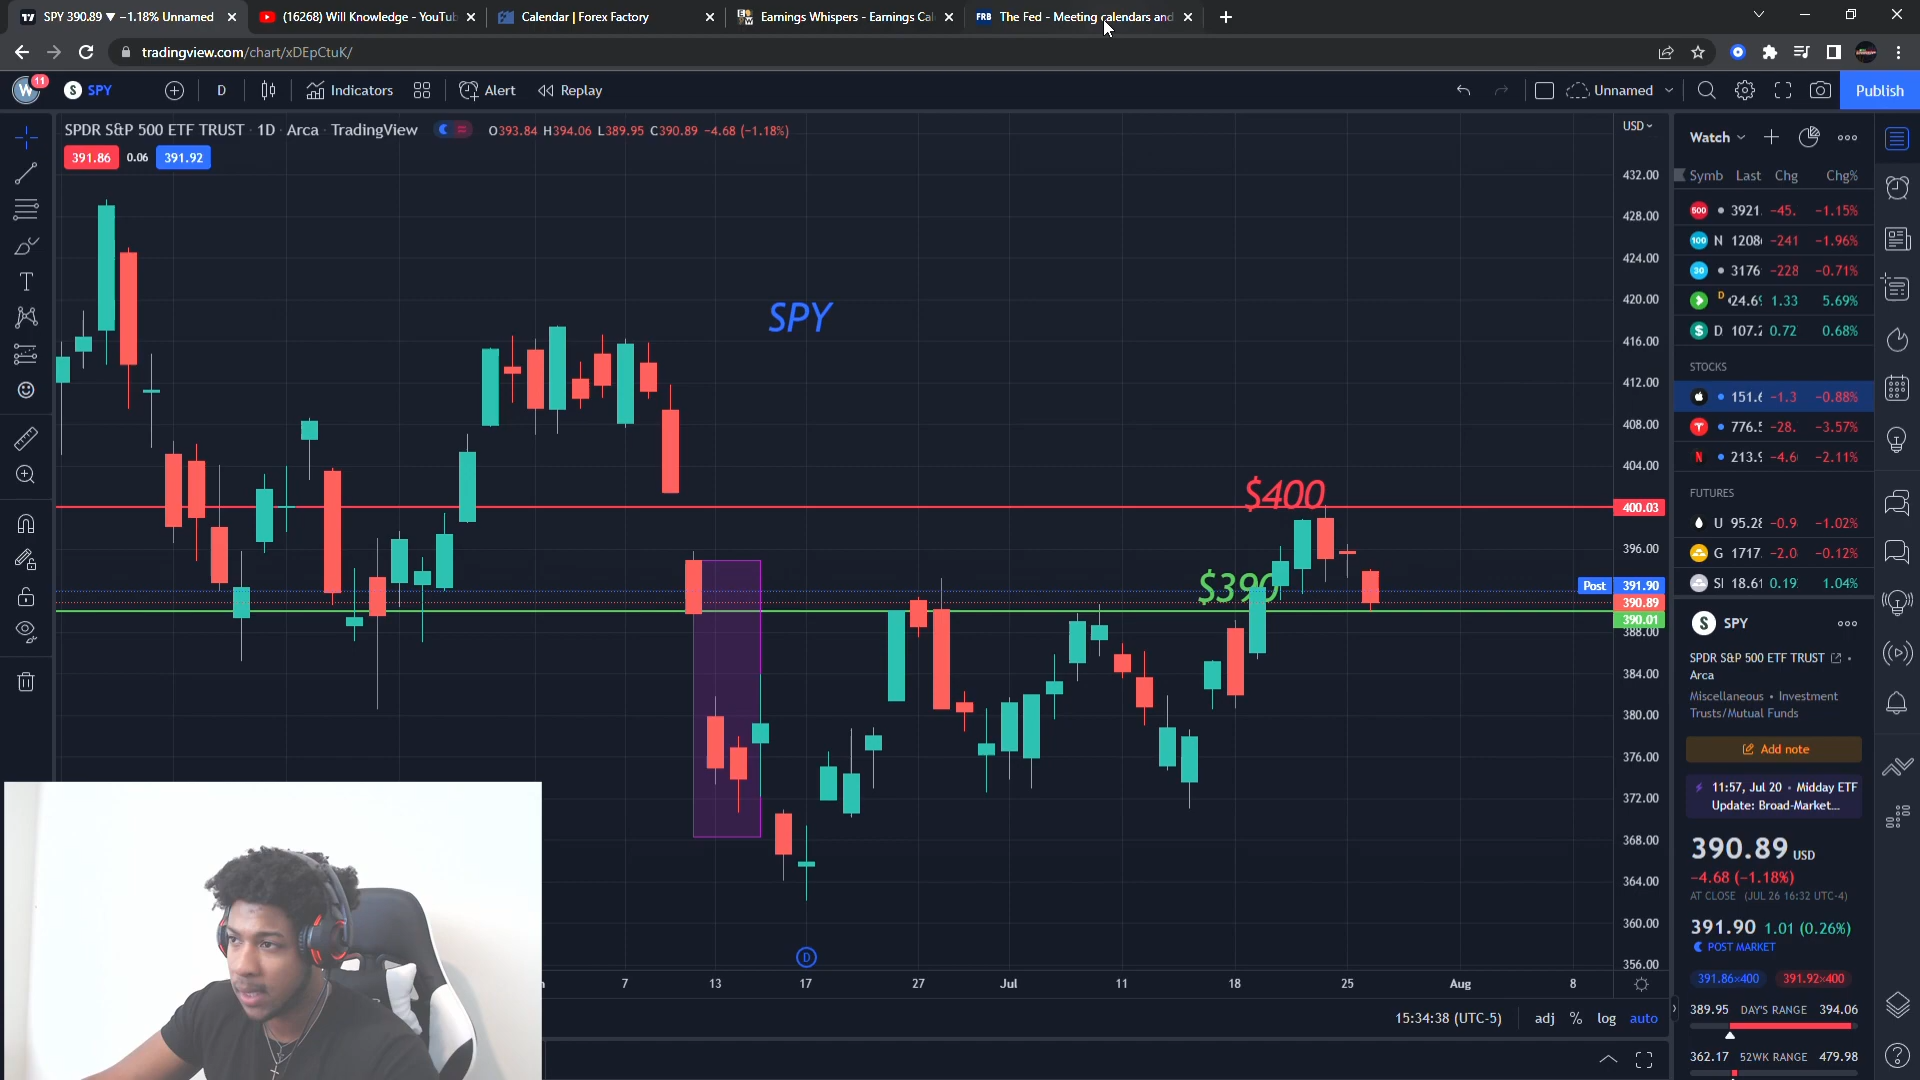 SPY 390.89 ▼ −1.18% Unnamed
(16268) Will Knowledge - YouTub
Calendar | Forex Factory
Earnings Whispers - Earnings Cal
FRB The Fed - Meeting calendars and
tradingview.com/chart/xDEpCtuK/
W 11 S SPY D Indicators Alert Replay Unnamed Publish
SPDR S&P 500 ETF TRUST · 1D · Arca · TradingView O393.84 H394.06 L389.95 C390.89 −4.68 (−1.18%)
391.86 0.06 391.92
USD
432.00
428.00
424.00
420.00
416.00
412.00
408.00
404.00
400.03
396.00
Post 391.90
390.89
390.01
388.00
384.00
380.00
376.00
372.00
368.00
364.00
360.00
356.00
SPY
$400
$390
D
7 13 17 27 Jul 11 18 25 Aug 8
15:34:38 (UTC-5) adj % log auto
Watch
Symb Last Chg Chg%
500 3921. −45. −1.15%
100 N 1208 −241 −1.96%
30 3176 −228 −0.71%
D 24.69 1.33 5.69%
$ D 107.2 0.72 0.68%
STOCKS
151.6 −1.3 −0.88%
776.5 −28. −3.57%
N 213.9 −4.6 −2.11%
FUTURES
U 95.28 −0.9 −1.02%
G 1717. −2.0 −0.12%
SI 18.61 0.19 1.04%
S SPY
SPDR S&P 500 ETF TRUST •
Arca
Miscellaneous • Investment
Trusts/Mutual Funds
Add note
11:57, Jul 20 • Midday ETF
Update: Broad-Market...
390.89 USD
−4.68 (−1.18%)
AT CLOSE (JUL 26 16:32 UTC-4)
391.90 1.01 (0.26%)
POST MARKET
391.86×400 391.92×400
389.95 DAY'S RANGE 394.06
362.17 52WK RANGE 479.98